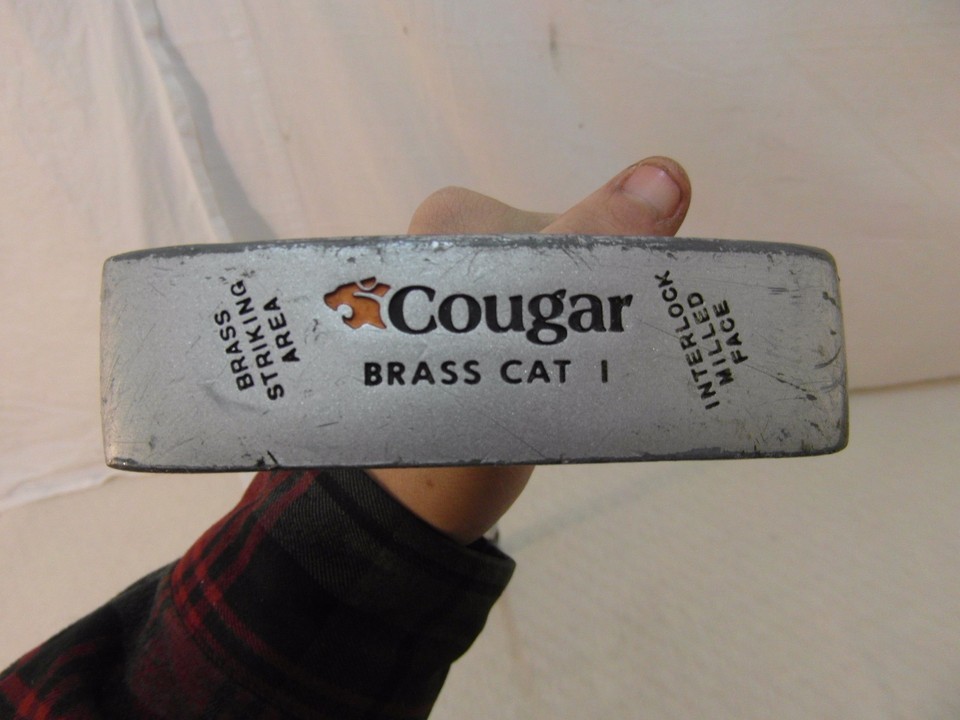 BRASS
STRIKING
AREA
Cougar
BRASS CAT I
INTERLOCK
MILLED
FACE